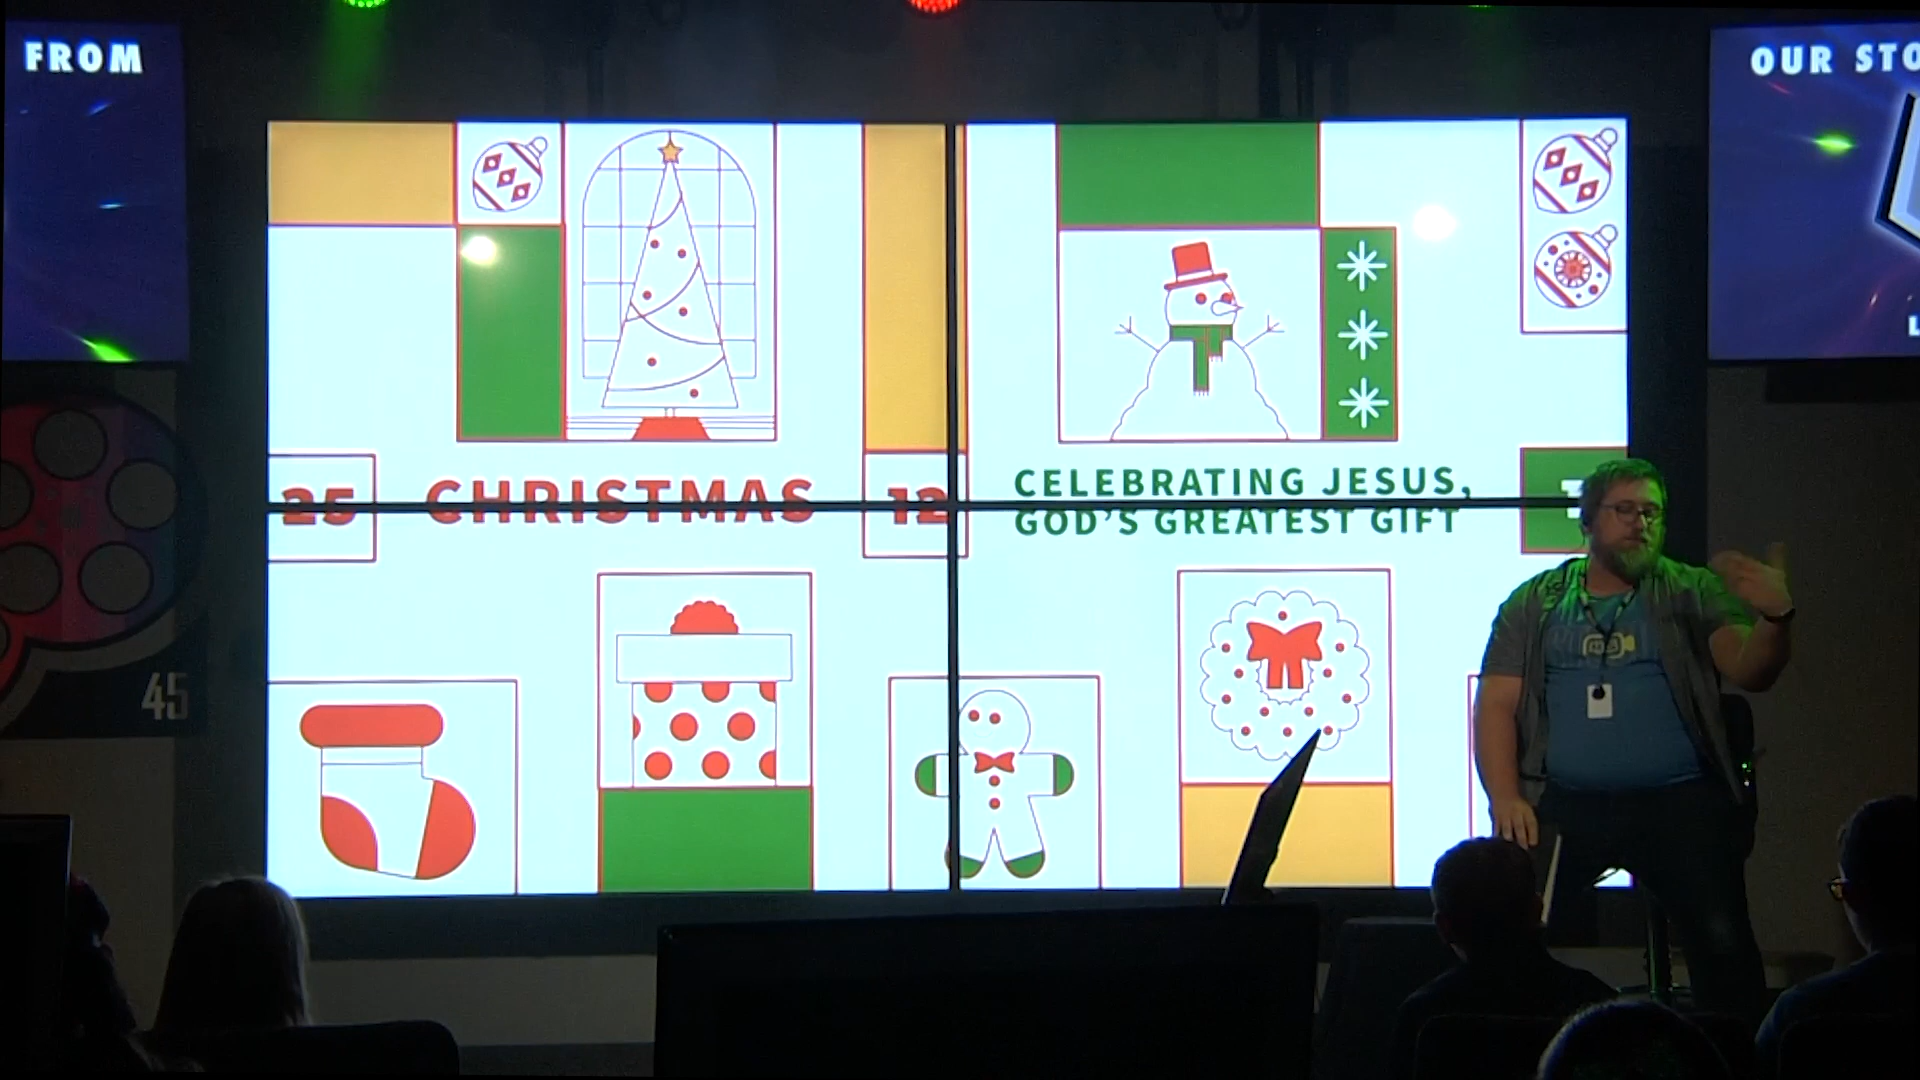 FROM
OUR STO
25
CHRISTMAS
12
CELEBRATING JESUS,
GOD'S GREATEST GIFT
45